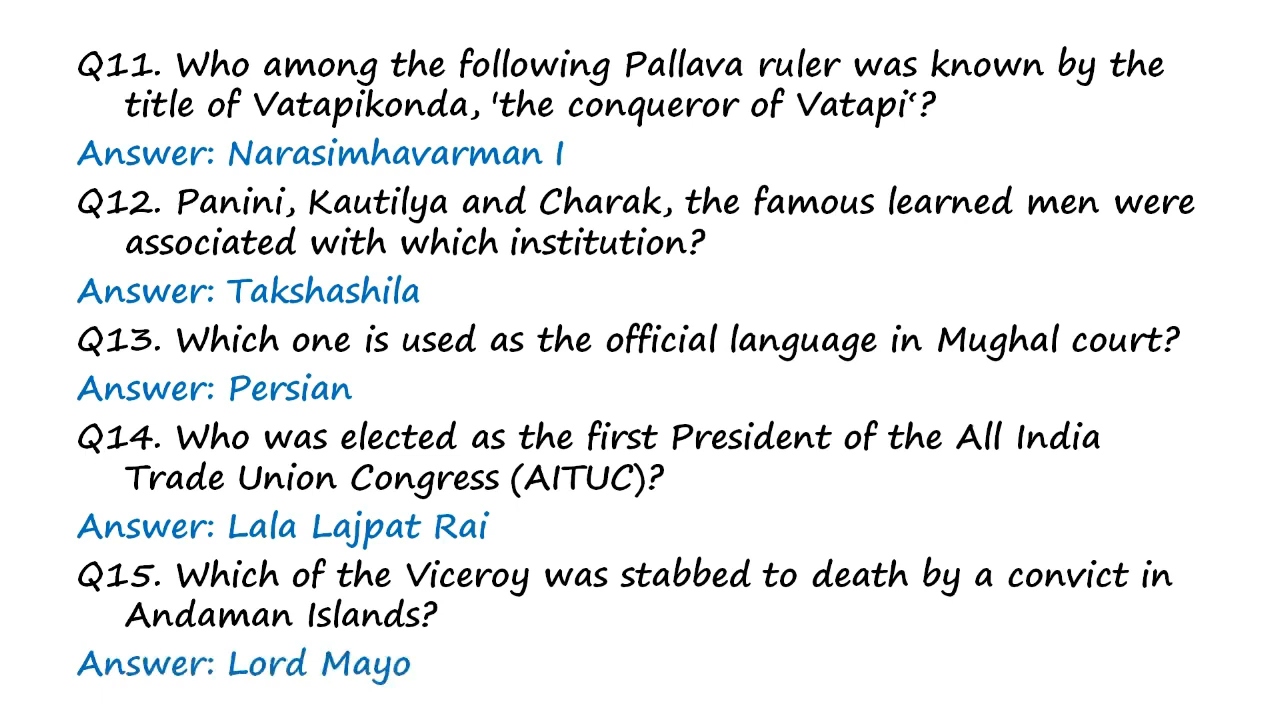 Q11. Who among the following Pallava ruler was known by the
title of Vatapikonda, 'the conqueror of Vatapi‘?
Answer: Narasimhavarman I
Q12. Panini, Kautilya and Charak, the famous learned men were
associated with which institution?
Answer: Takshashila
Q13. Which one is used as the official language in Mughal court?
Answer: Persian
Q14. Who was elected as the first President of the All India
Trade Union Congress (AITUC)?
Answer: Lala Lajpat Rai
Q15. Which of the Viceroy was stabbed to death by a convict in
Andaman Islands?
Answer: Lord Mayo